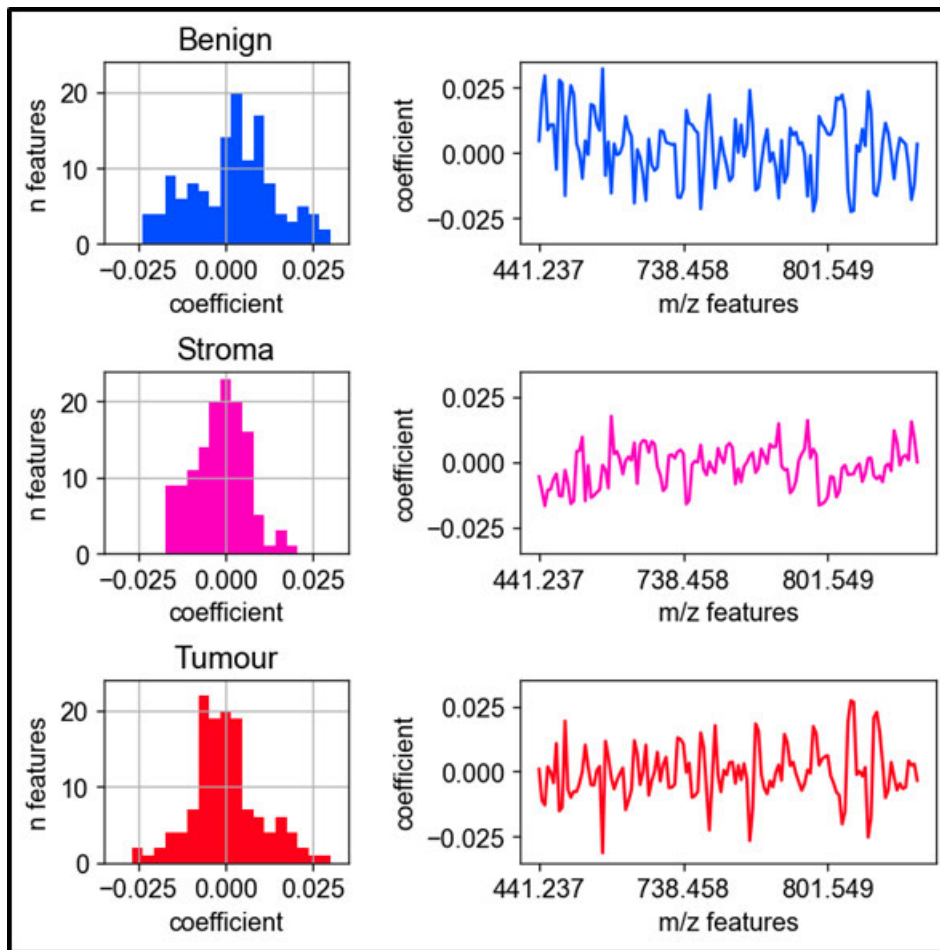 Benign
n features
20
10
0
−0.025 0.000 0.025
coefficient
coefficient
0.025
0.000
−0.025
441.237 738.458 801.549
m/z features
Stroma
n features
20
10
0
−0.025 0.000 0.025
coefficient
coefficient
0.025
0.000
−0.025
441.237 738.458 801.549
m/z features
Tumour
n features
20
10
0
−0.025 0.000 0.025
coefficient
coefficient
0.025
0.000
−0.025
441.237 738.458 801.549
m/z features